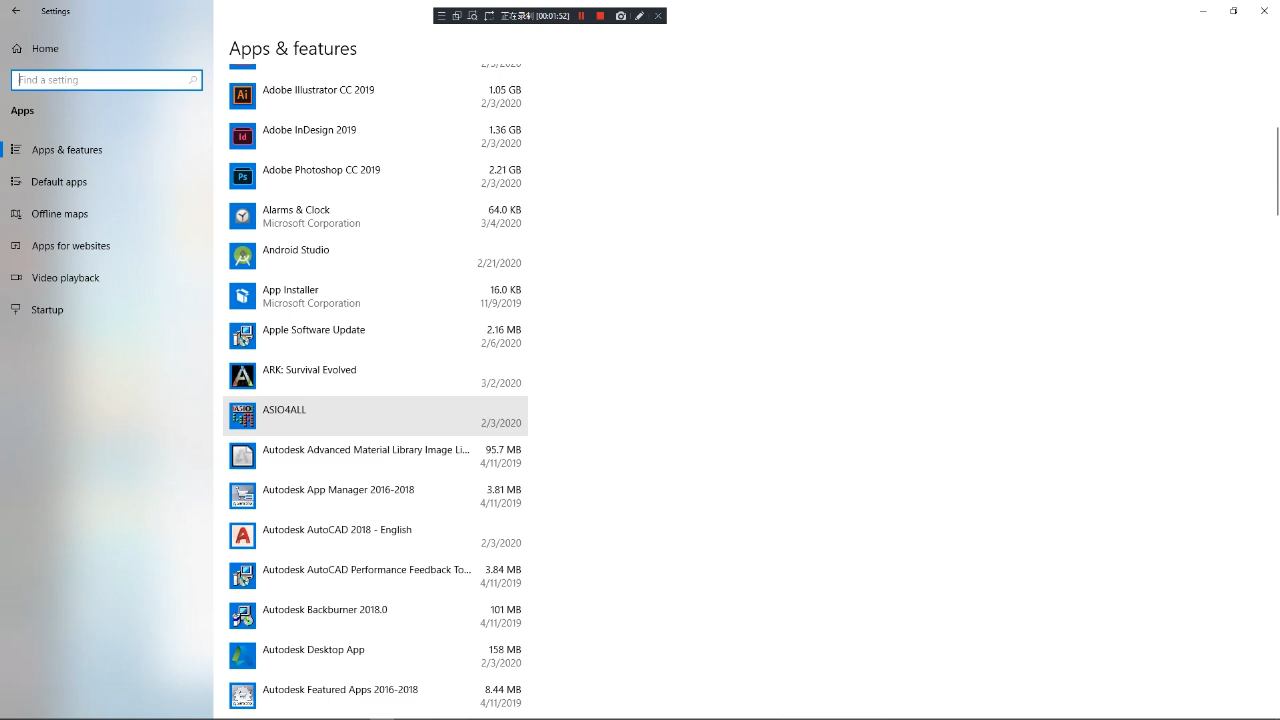 Settings
正在录制 [00:01:52]
Home
Find a setting
Apps
Apps & features
Default apps
Offline maps
Apps for websites
Video playback
Startup
Apps & features
2/3/2020
Adobe Illustrator CC 2019 1.05 GB
2/3/2020
Adobe InDesign 2019 1.36 GB
2/3/2020
Adobe Photoshop CC 2019 2.21 GB
2/3/2020
Alarms & Clock 64.0 KB
Microsoft Corporation 3/4/2020
Android Studio
2/21/2020
App Installer 16.0 KB
Microsoft Corporation 11/9/2019
Apple Software Update 2.16 MB
2/6/2020
ARK: Survival Evolved
3/2/2020
ASIO4ALL
2/3/2020
Autodesk Advanced Material Library Image Li... 95.7 MB
4/11/2019
Autodesk App Manager 2016-2018 3.81 MB
4/11/2019
Autodesk AutoCAD 2018 - English
2/3/2020
Autodesk AutoCAD Performance Feedback To... 3.84 MB
4/11/2019
Autodesk Backburner 2018.0 101 MB
4/11/2019
Autodesk Desktop App 158 MB
2/3/2020
Autodesk Featured Apps 2016-2018 8.44 MB
4/11/2019